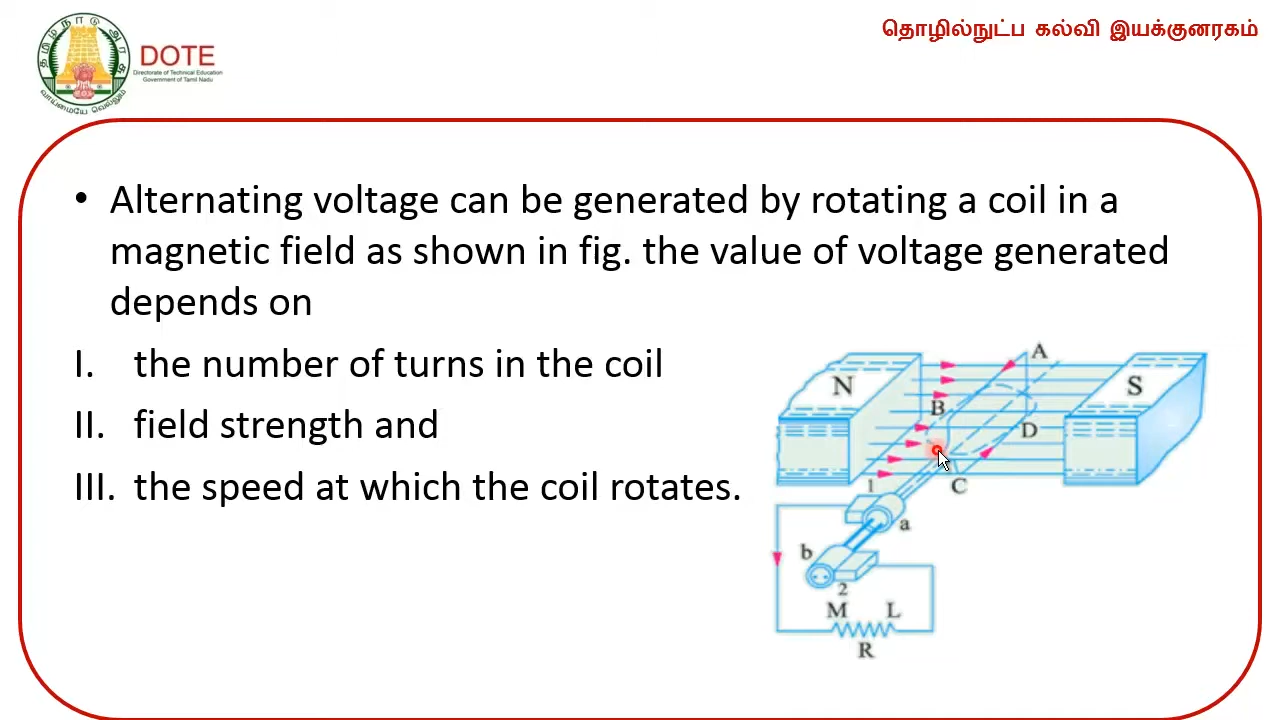 DOTE
Directorate of Technical Education
Government of Tamil Nadu
வாய்மையே வெல்லும்
தொழில்நுட்ப கல்வி இயக்குனரகம்
• Alternating voltage can be generated by rotating a coil in a
magnetic field as shown in fig. the value of voltage generated
depends on
I. the number of turns in the coil
II. field strength and
III. the speed at which the coil rotates.
A
N
S
B
D
C
1
a
b
2
M L
R